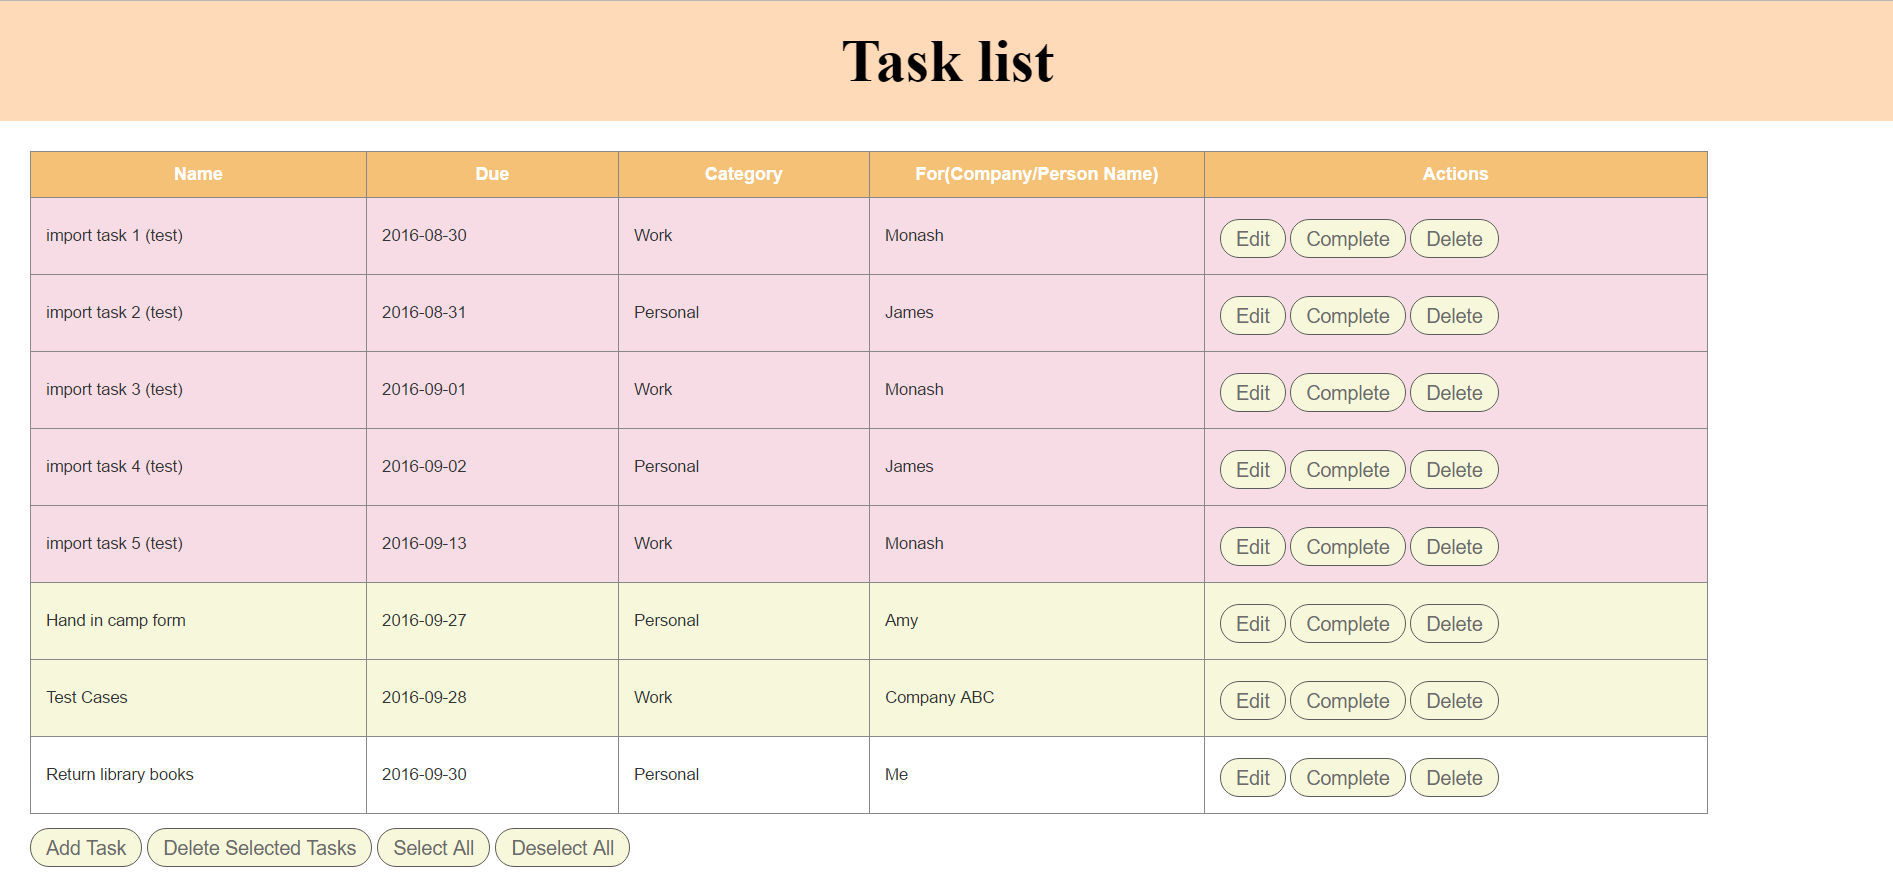 Task list
Name Due Category For(Company/Person Name) Actions
import task 1 (test) 2016-08-30 Work Monash Edit Complete Delete
import task 2 (test) 2016-08-31 Personal James Edit Complete Delete
import task 3 (test) 2016-09-01 Work Monash Edit Complete Delete
import task 4 (test) 2016-09-02 Personal James Edit Complete Delete
import task 5 (test) 2016-09-13 Work Monash Edit Complete Delete
Hand in camp form 2016-09-27 Personal Amy Edit Complete Delete
Test Cases 2016-09-28 Work Company ABC Edit Complete Delete
Return library books 2016-09-30 Personal Me Edit Complete Delete
Add Task Delete Selected Tasks Select All Deselect All